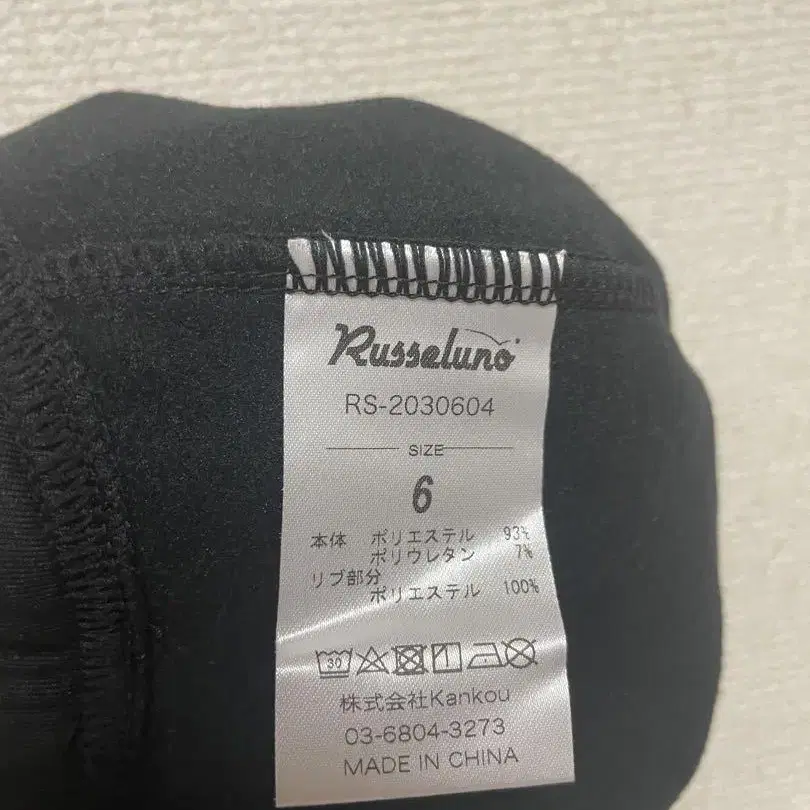 Russeluno
RS-2030604
SIZE
6
本体 ポリエステル 93%
ポリウレタン 7%
リブ部分
ポリエステル 100%
30
株式会社Kankou
03-6804-3273
MADE IN CHINA